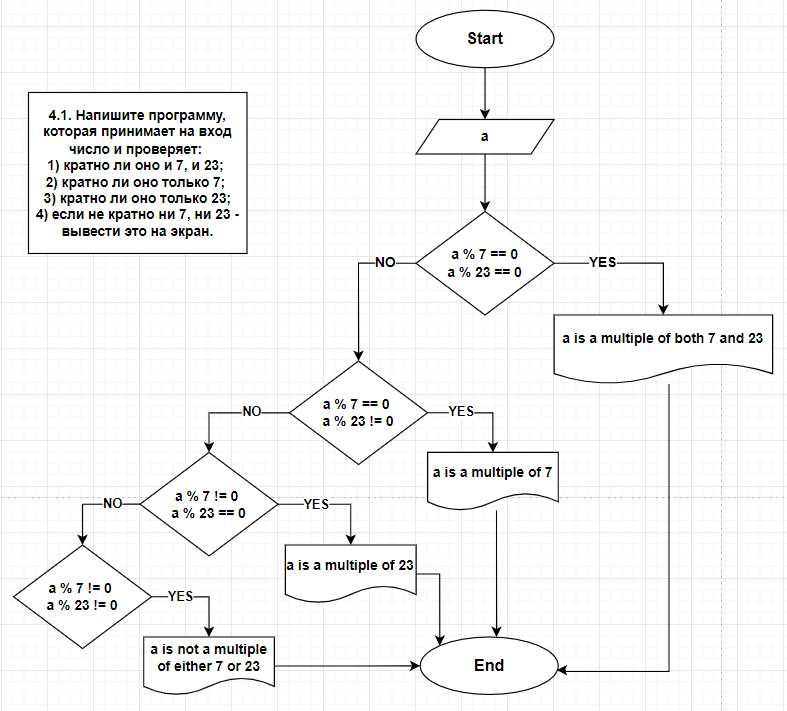 Start
4.1. Напишите программу,
которая принимает на вход
число и проверяет:
1) кратно ли оно и 7, и 23;
2) кратно ли оно только 7;
3) кратно ли оно только 23;
4) если не кратно ни 7, ни 23 -
вывести это на экран.
a
a % 7 == 0
a % 23 == 0
NO
YES
a is a multiple of both 7 and 23
a % 7 == 0
a % 23 != 0
NO
YES
a is a multiple of 7
a % 7 != 0
a % 23 == 0
NO
YES
a is a multiple of 23
a % 7 != 0
a % 23 != 0
YES
a is not a multiple
of either 7 or 23
End